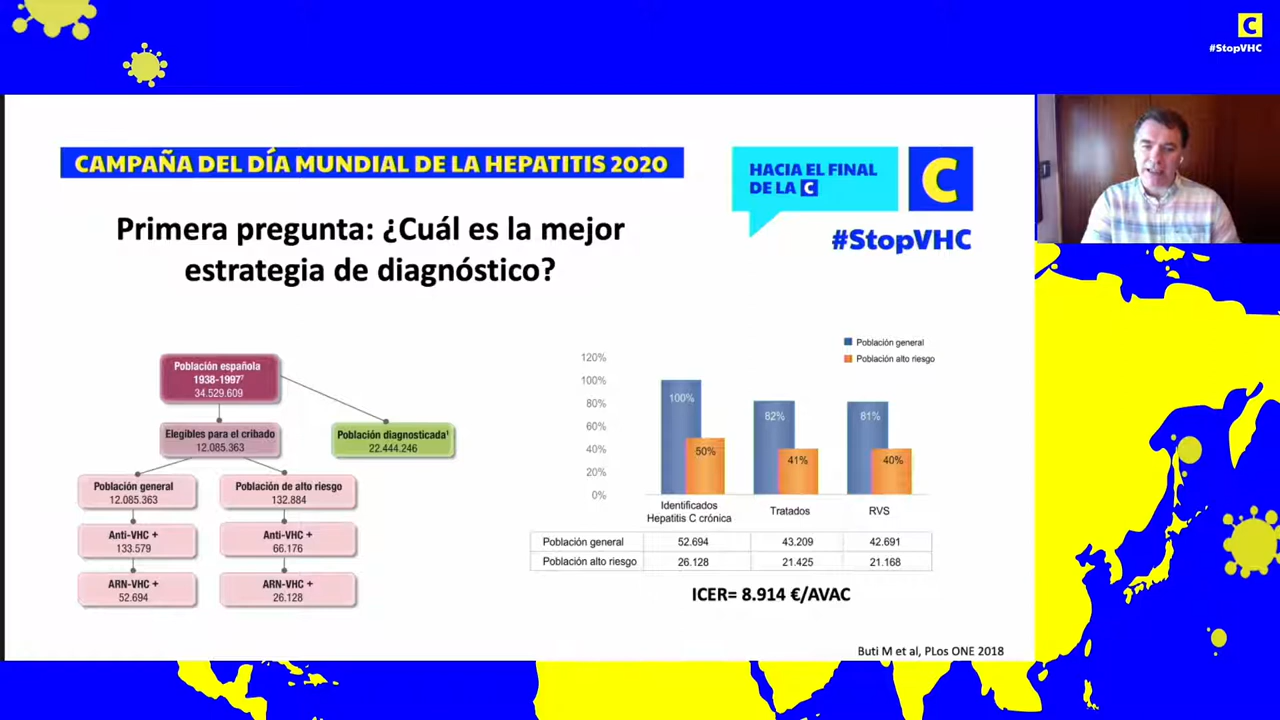 C
#StopVHC
CAMPAÑA DEL DÍA MUNDIAL DE LA HEPATITIS 2020
HACIA EL FINAL
DE LA C
C
#StopVHC
Primera pregunta: ¿Cuál es la mejor
estrategia de diagnóstico?
Población española
1938-1997⁷
34.529.609
Elegibles para el cribado
12.085.363
Población diagnosticada¹
22.444.246
Población general
12.085.363
Población de alto riesgo
132.884
Anti-VHC +
133.579
Anti-VHC +
66.176
ARN-VHC +
52.694
ARN-VHC +
26.128
Población general
Población alto riesgo
120%
100%
80%
60%
40%
20%
0%
100%
50%
82%
41%
81%
40%
Identificados
Hepatitis C crónica
Tratados
RVS
Población general 52.694 43.209 42.691
Población alto riesgo 26.128 21.425 21.168
ICER= 8.914 €/AVAC
Buti M et al, PLos ONE 2018